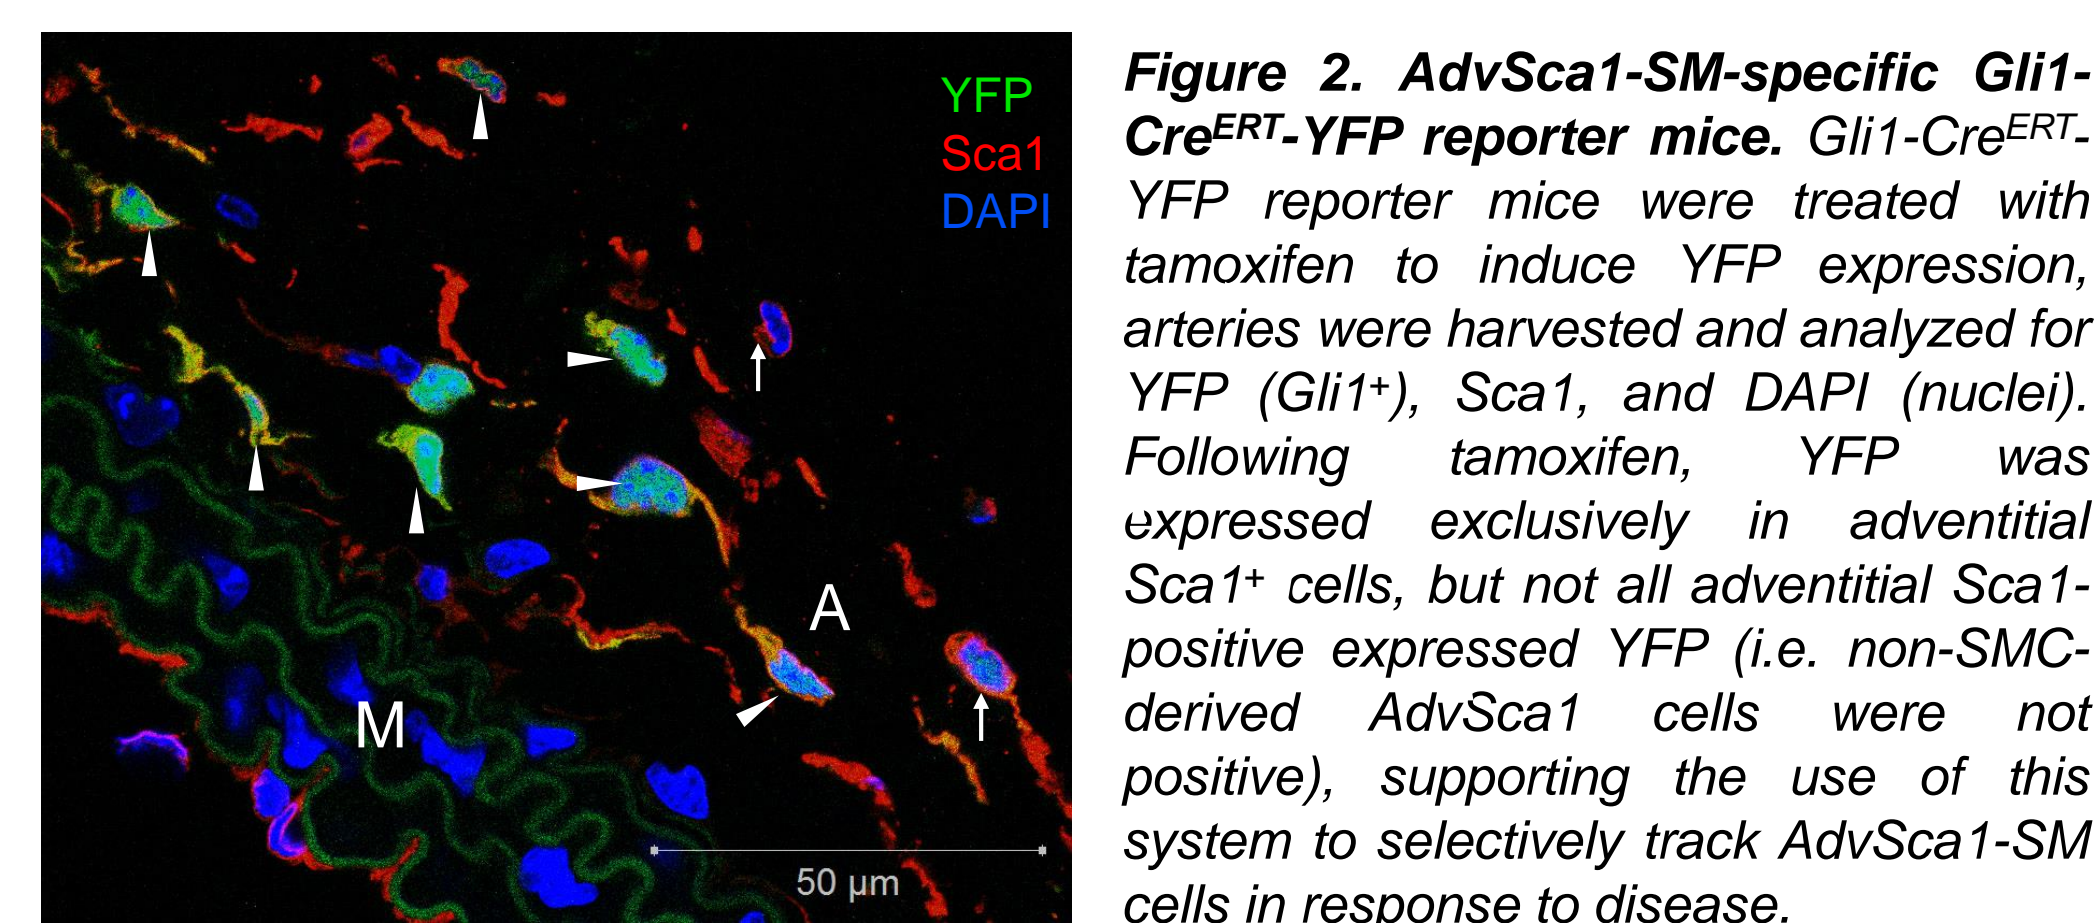 YFP
Sca1
DAPI
A
M
50 µm
Figure 2. AdvSca1-SM-specific Gli1-
CreERT-YFP reporter mice. Gli1-CreERT-
YFP reporter mice were treated with
tamoxifen to induce YFP expression,
arteries were harvested and analyzed for
YFP (Gli1+), Sca1, and DAPI (nuclei).
Following tamoxifen, YFP was
expressed exclusively in adventitial
Sca1+ cells, but not all adventitial Sca1-
positive expressed YFP (i.e. non-SMC-
derived AdvSca1 cells were not
positive), supporting the use of this
system to selectively track AdvSca1-SM
cells in response to disease.